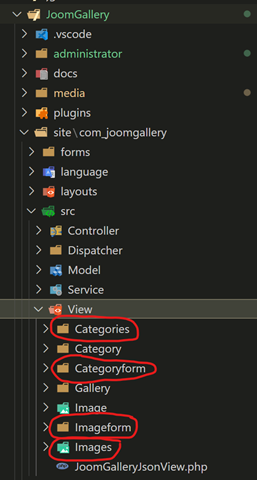 JoomGallery
.vscode
administrator
docs
media
plugins
site\com_joomgallery
forms
language
layouts
src
Controller
Dispatcher
Model
Service
View
Categories
Category
Categoryform
Gallery
Image
Imageform
Images
JoomGalleryJsonView.php